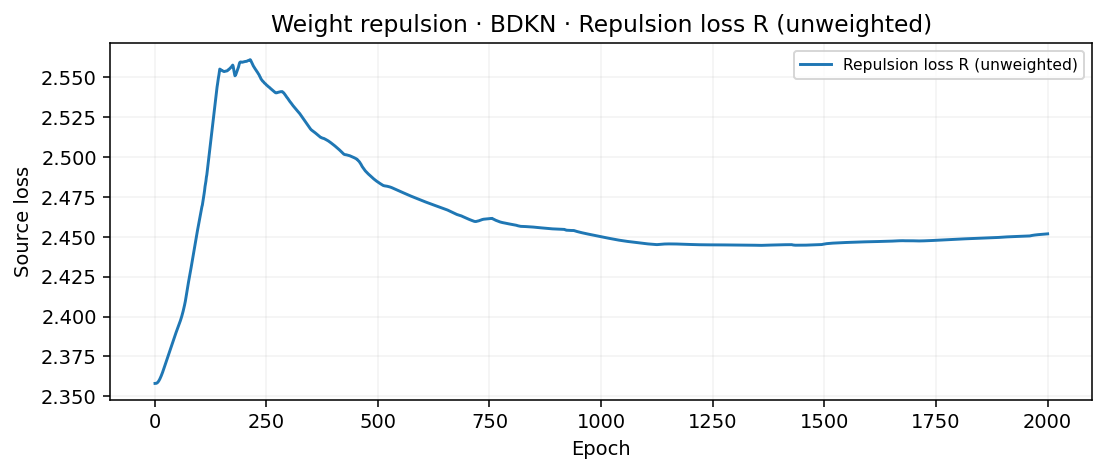 Weight repulsion · BDKN · Repulsion loss R (unweighted)
Repulsion loss R (unweighted)
Source loss
2.550
2.525
2.500
2.475
2.450
2.425
2.400
2.375
2.350
0 250 500 750 1000 1250 1500 1750 2000
Epoch